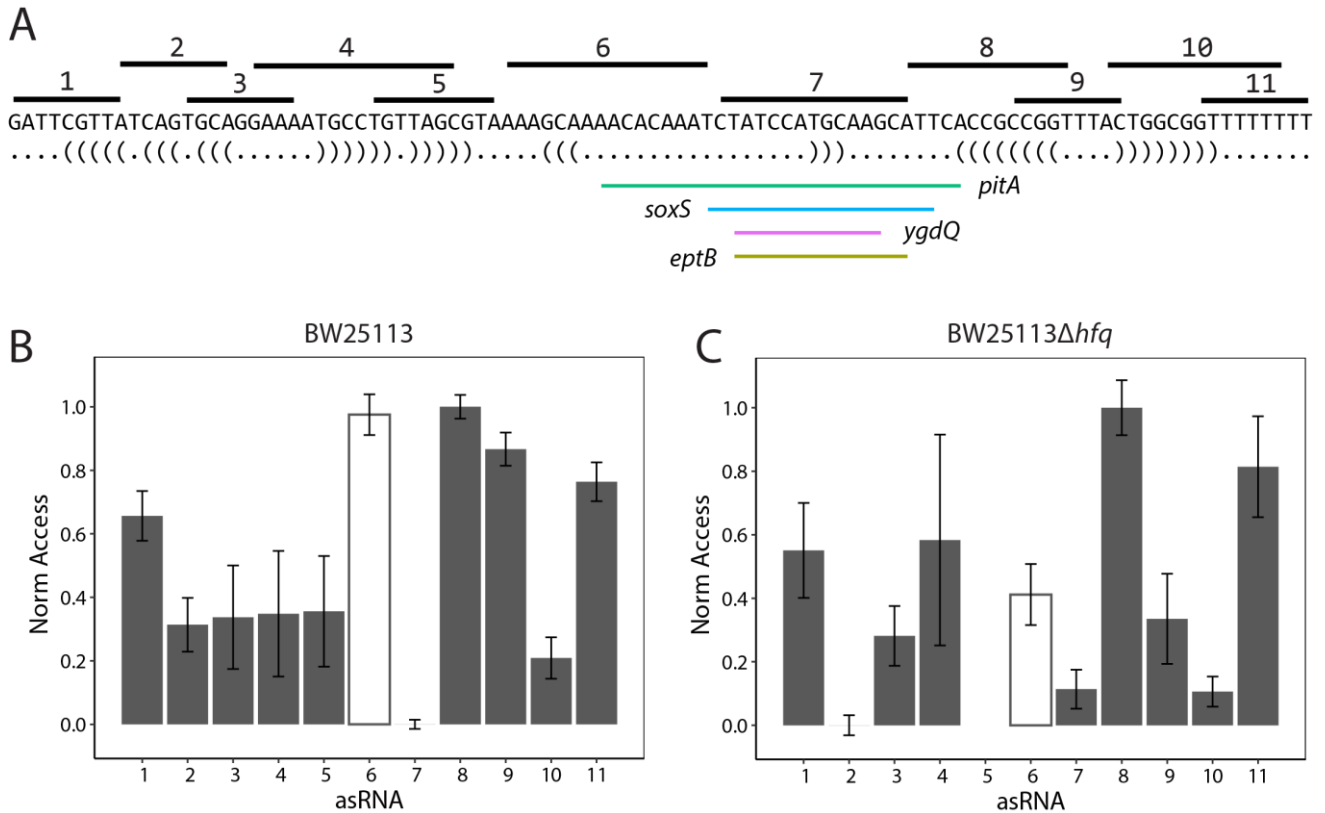 A
2 4 6 8 10
1 3 5 7 9 11
GATTCGTTATCAGTGCAGGAAAATGCCTGTTAGCGTAAAAGCAAAACACAAATCTATCCATGCAAGCATTCACCGCCGGTTTACTGGCGGTTTTTTTT
....(((((.(((.(((......)))))).))))).....(((.................)))........((((((((....)))))))).......
pitA
soxS
ygdQ
eptB
B
BW25113
Norm Access
1.0
0.8
0.6
0.4
0.2
0.0
1 2 3 4 5 6 7 8 9 10 11
asRNA
C
BW25113Δhfq
Norm Access
1.0
0.8
0.6
0.4
0.2
0.0
1 2 3 4 5 6 7 8 9 10 11
asRNA